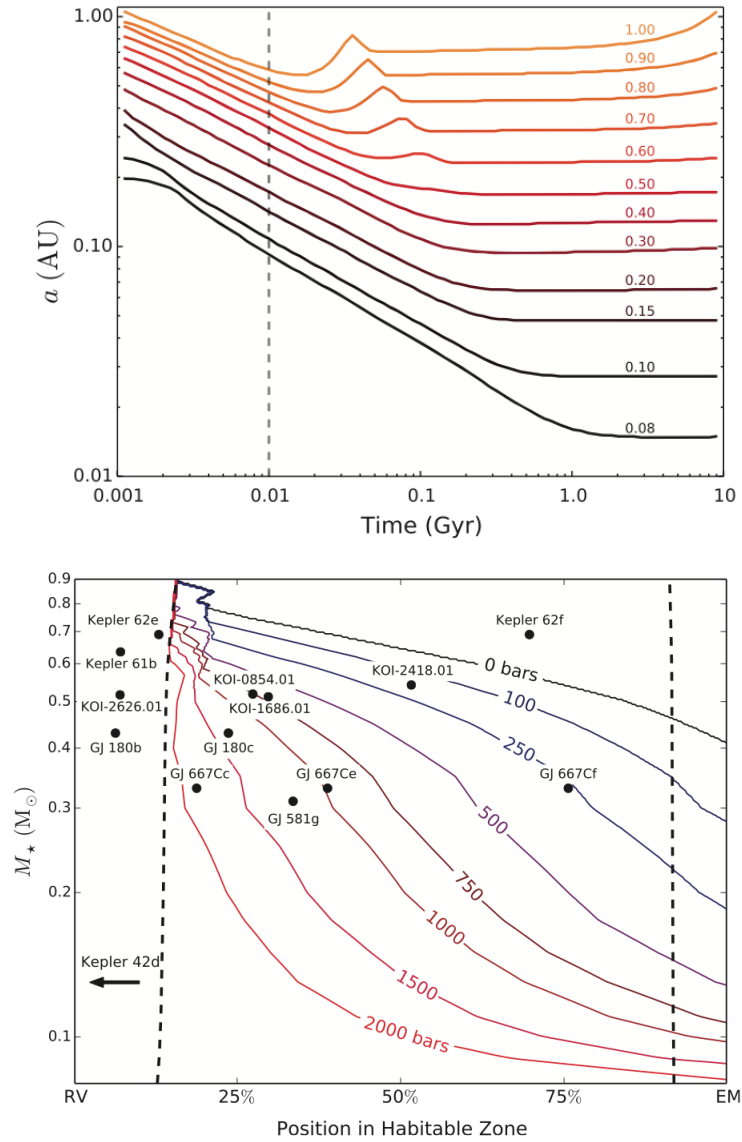 1.00
0.10
0.01
a (AU)
1.00
0.90
0.80
0.70
0.60
0.50
0.40
0.30
0.20
0.15
0.10
0.08
0.001
0.01
0.1
1.0
10
Time (Gyr)
0.9
0.8
0.7
0.6
0.5
0.4
0.3
0.2
0.1
M⋆ (M⊙)
Kepler 62e
Kepler 62f
Kepler 61b
0 bars
KOI-2418.01
KOI-0854.01
100
KOI-2626.01
KOI-1686.01
GJ 180b
GJ 180c
250
GJ 667Cc
GJ 667Ce
GJ 667Cf
GJ 581g
500
750
1000
Kepler 42d
1500
2000 bars
RV
25%
50%
75%
EM
Position in Habitable Zone